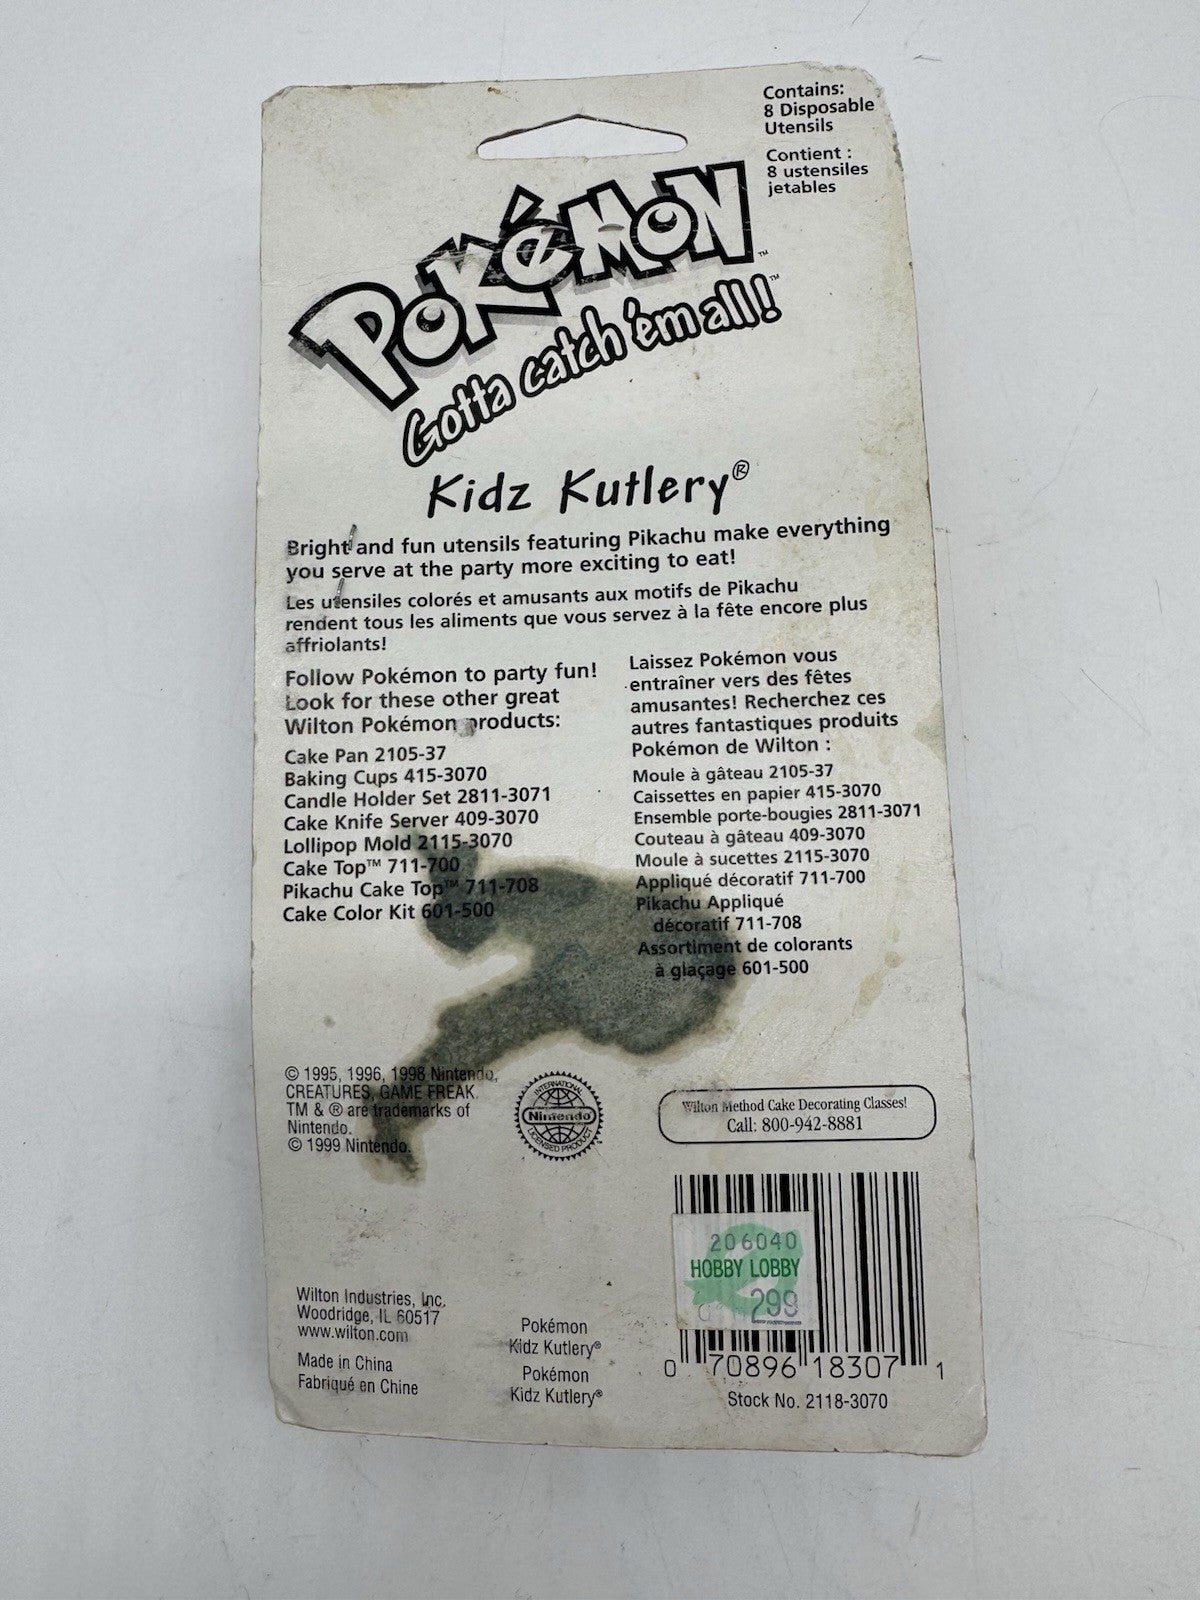 Contains:
8 Disposable
Utensils
Contient :
8 ustensiles
jetables
POKéMON™
Gotta catch 'em all!™
Kidz Kutlery®
Bright and fun utensils featuring Pikachu make everything
you serve at the party more exciting to eat!
Les utensiles colorés et amusants aux motifs de Pikachu
rendent tous les aliments que vous servez à la fête encore plus
affriolants!
Follow Pokémon to party fun!
Look for these other great
Wilton Pokémon products:
Cake Pan 2105-37
Baking Cups 415-3070
Candle Holder Set 2811-3071
Cake Knife Server 409-3070
Lollipop Mold 2115-3070
Cake Top™ 711-700
Pikachu Cake Top™ 711-708
Cake Color Kit 601-500
Laissez Pokémon vous
entraîner vers des fêtes
amusantes! Recherchez ces
autres fantastiques produits
Pokémon de Wilton :
Moule à gâteau 2105-37
Caissettes en papier 415-3070
Ensemble porte-bougies 2811-3071
Couteau à gâteau 409-3070
Moule à sucettes 2115-3070
Appliqué décoratif 711-700
Pikachu Appliqué
décoratif 711-708
Assortiment de colorants
à glaçage 601-500
© 1995, 1996, 1998 Nintendo,
CREATURES, GAME FREAK.
TM & ® are trademarks of
Nintendo.
© 1999 Nintendo.
INTERNATIONAL
Nintendo
LICENSED PRODUCT
Wilton Method Cake Decorating Classes!
Call: 800-942-8881
206040
HOBBY LOBBY
299
0 70896 18307 1
Stock No. 2118-3070
Wilton Industries, Inc.
Woodridge, IL 60517
www.wilton.com
Made in China
Fabriqué en Chine
Pokémon
Kidz Kutlery®
Pokémon
Kidz Kutlery®